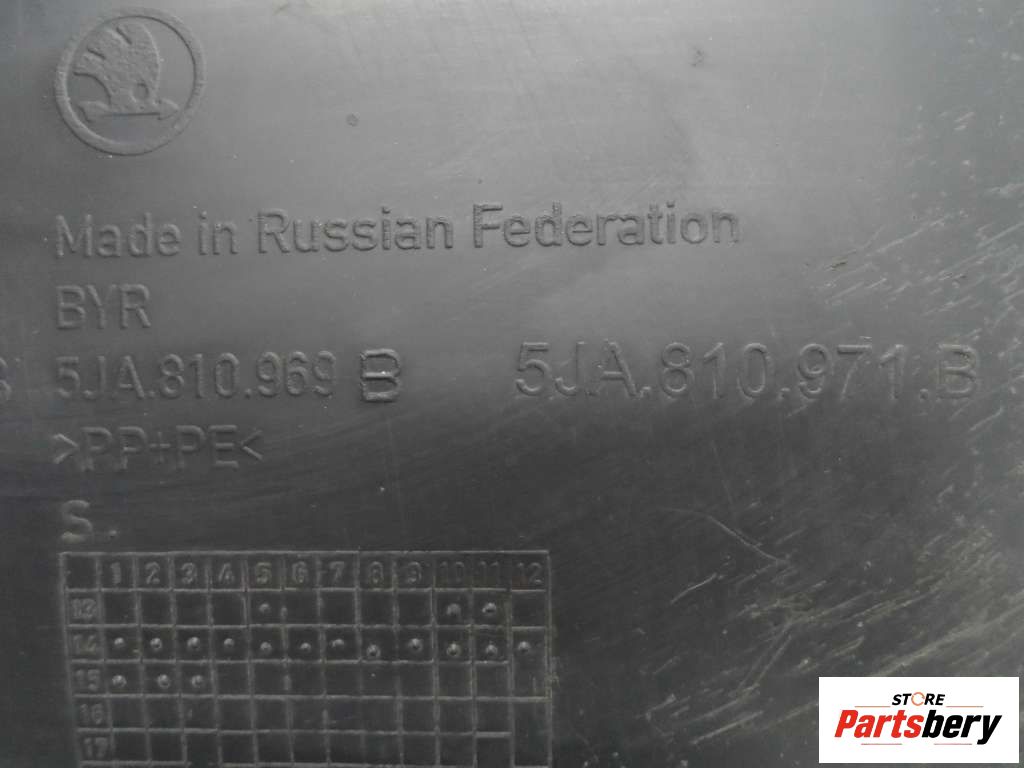 Made in Russian Federation
BYR
5JA.810.969 B 5JA.810.971.B
>PP+PE<
S.
1 2 3 4 5 6 7 8 9 10 11 12
13
14
15
16
17
STORE
Partsbery